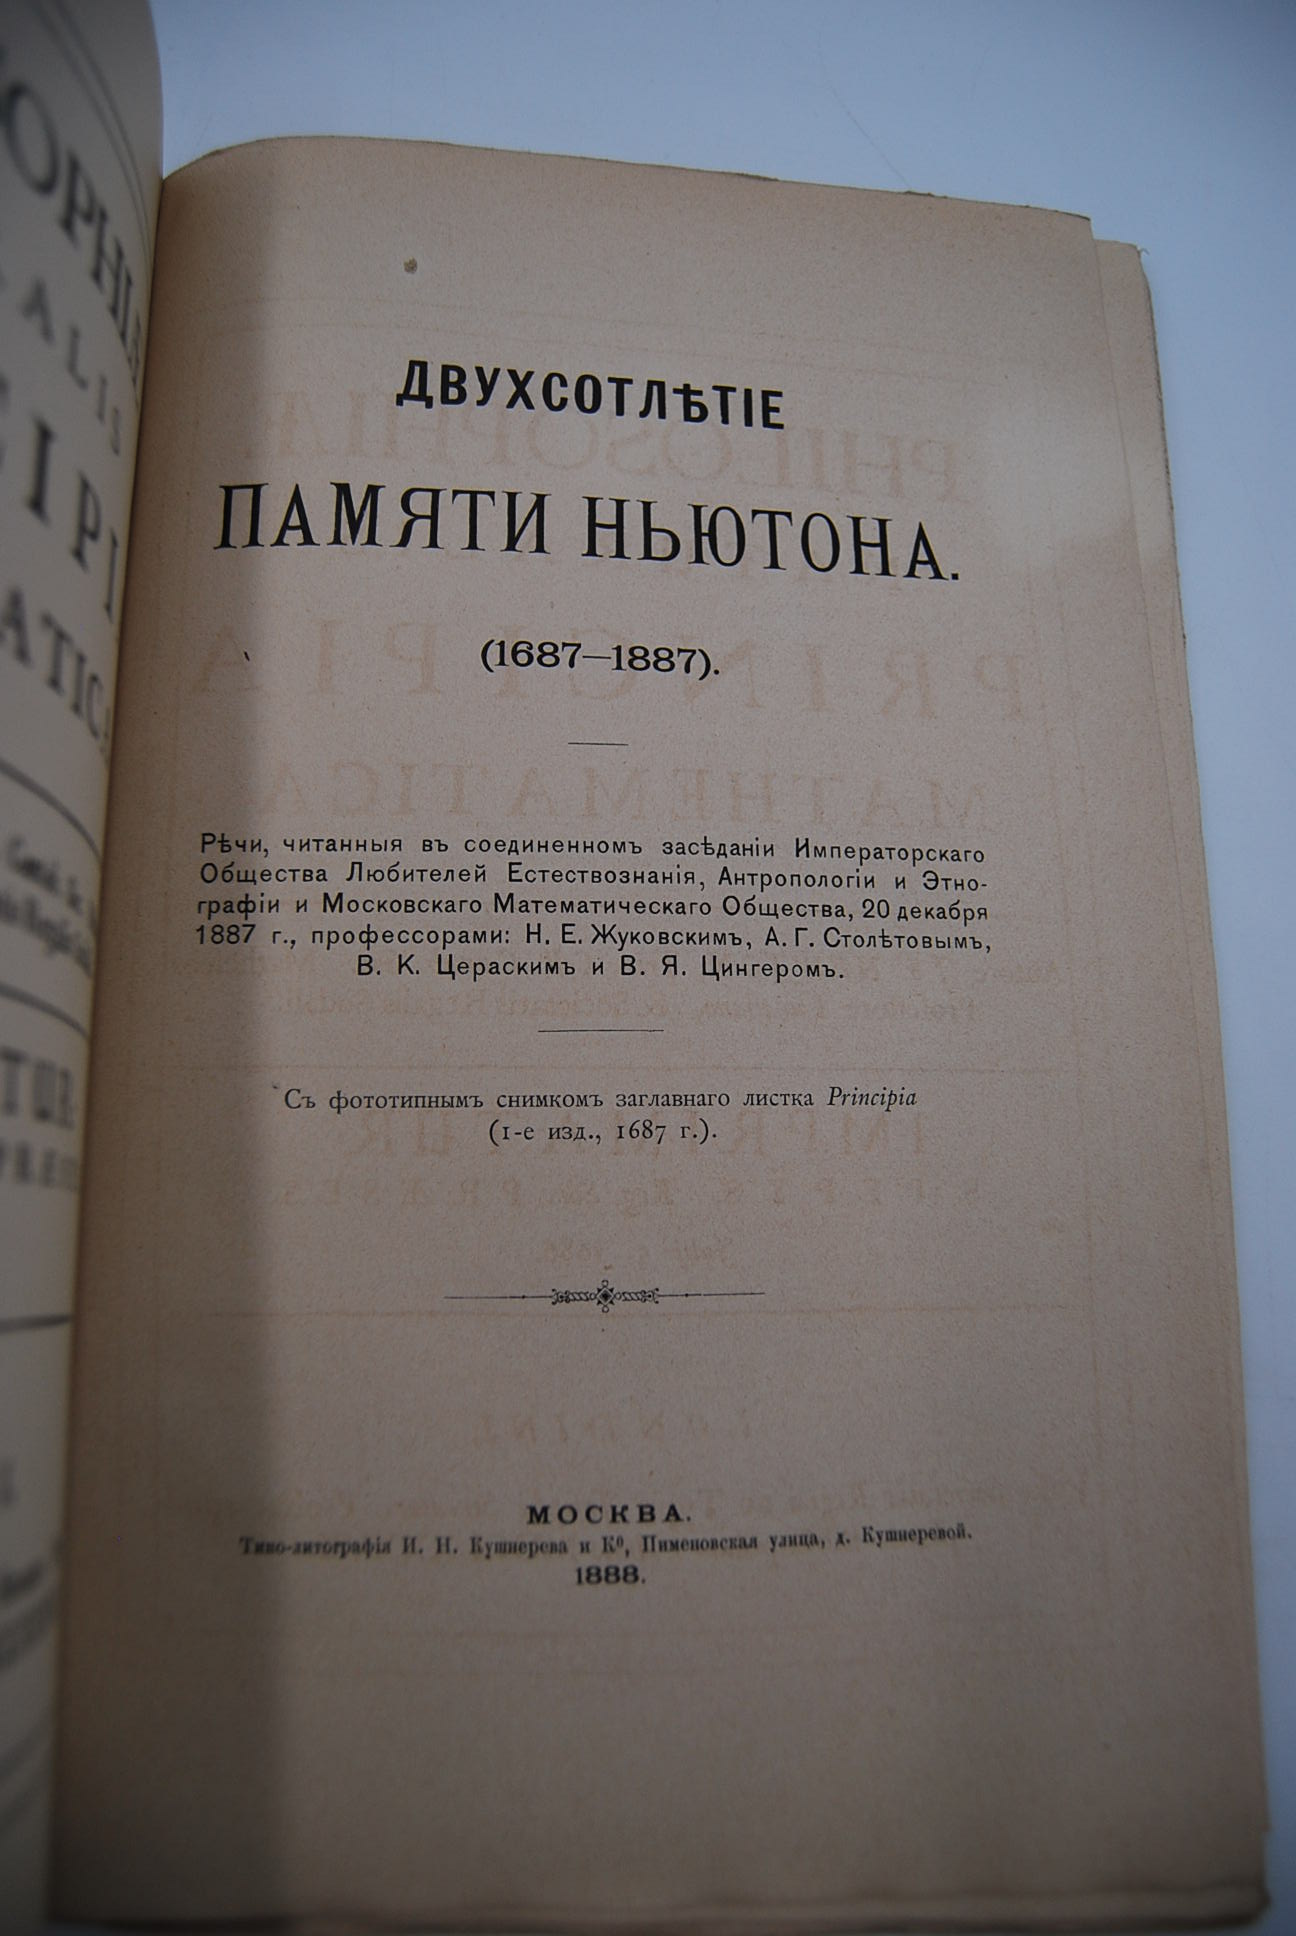 ДВУХСОТЛѢТІЕ
ПАМЯТИ НЬЮТОНА.
(1687—1887).
Рѣчи, читанныя въ соединенномъ засѣданіи Императорскаго
Общества Любителей Естествознанія, Антропологіи и Этно-
графіи и Московскаго Математическаго Общества, 20 декабря
1887 г., профессорами: Н. Е. Жуковскимъ, А. Г. Столѣтовымъ,
В. К. Цераскимъ и В. Я. Цингеромъ.
Съ фототипнымъ снимкомъ заглавнаго листка Principia
(1-е изд., 1687 г.).
МОСКВА.
Типо-литографія И. Н. Кушнерева и Кº, Пименовская улица, д. Кушнеревой.
1888.